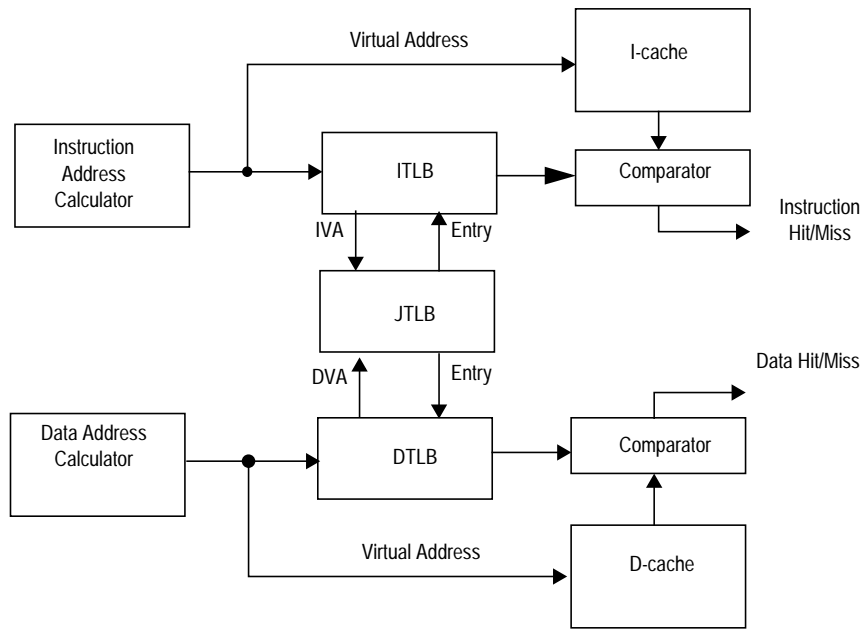 Virtual Address
I-cache
Instruction
Address
Calculator
ITLB
Comparator
Instruction
Hit/Miss
IVA
Entry
JTLB
DVA
Entry
Data Hit/Miss
Data Address
Calculator
DTLB
Comparator
Virtual Address
D-cache